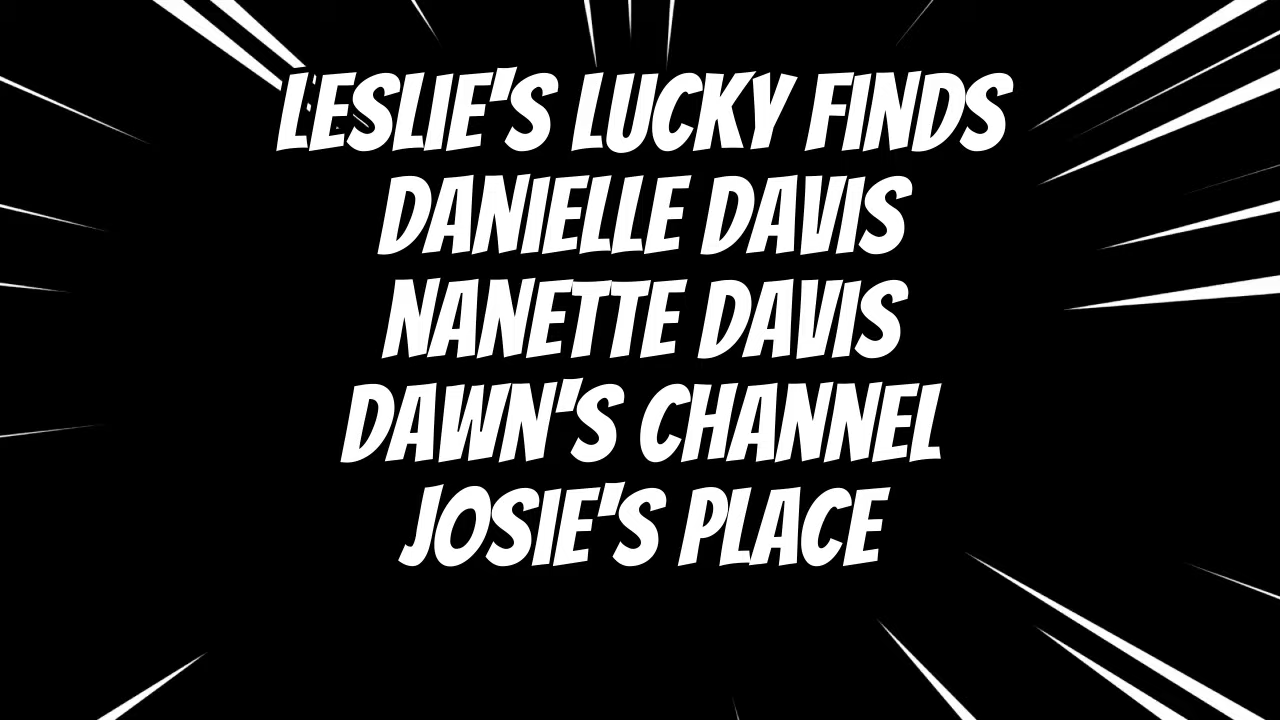 LESLIE'S LUCKY FINDS
DANIELLE DAVIS
NANETTE DAVIS
DAWN'S CHANNEL
JOSIE'S PLACE